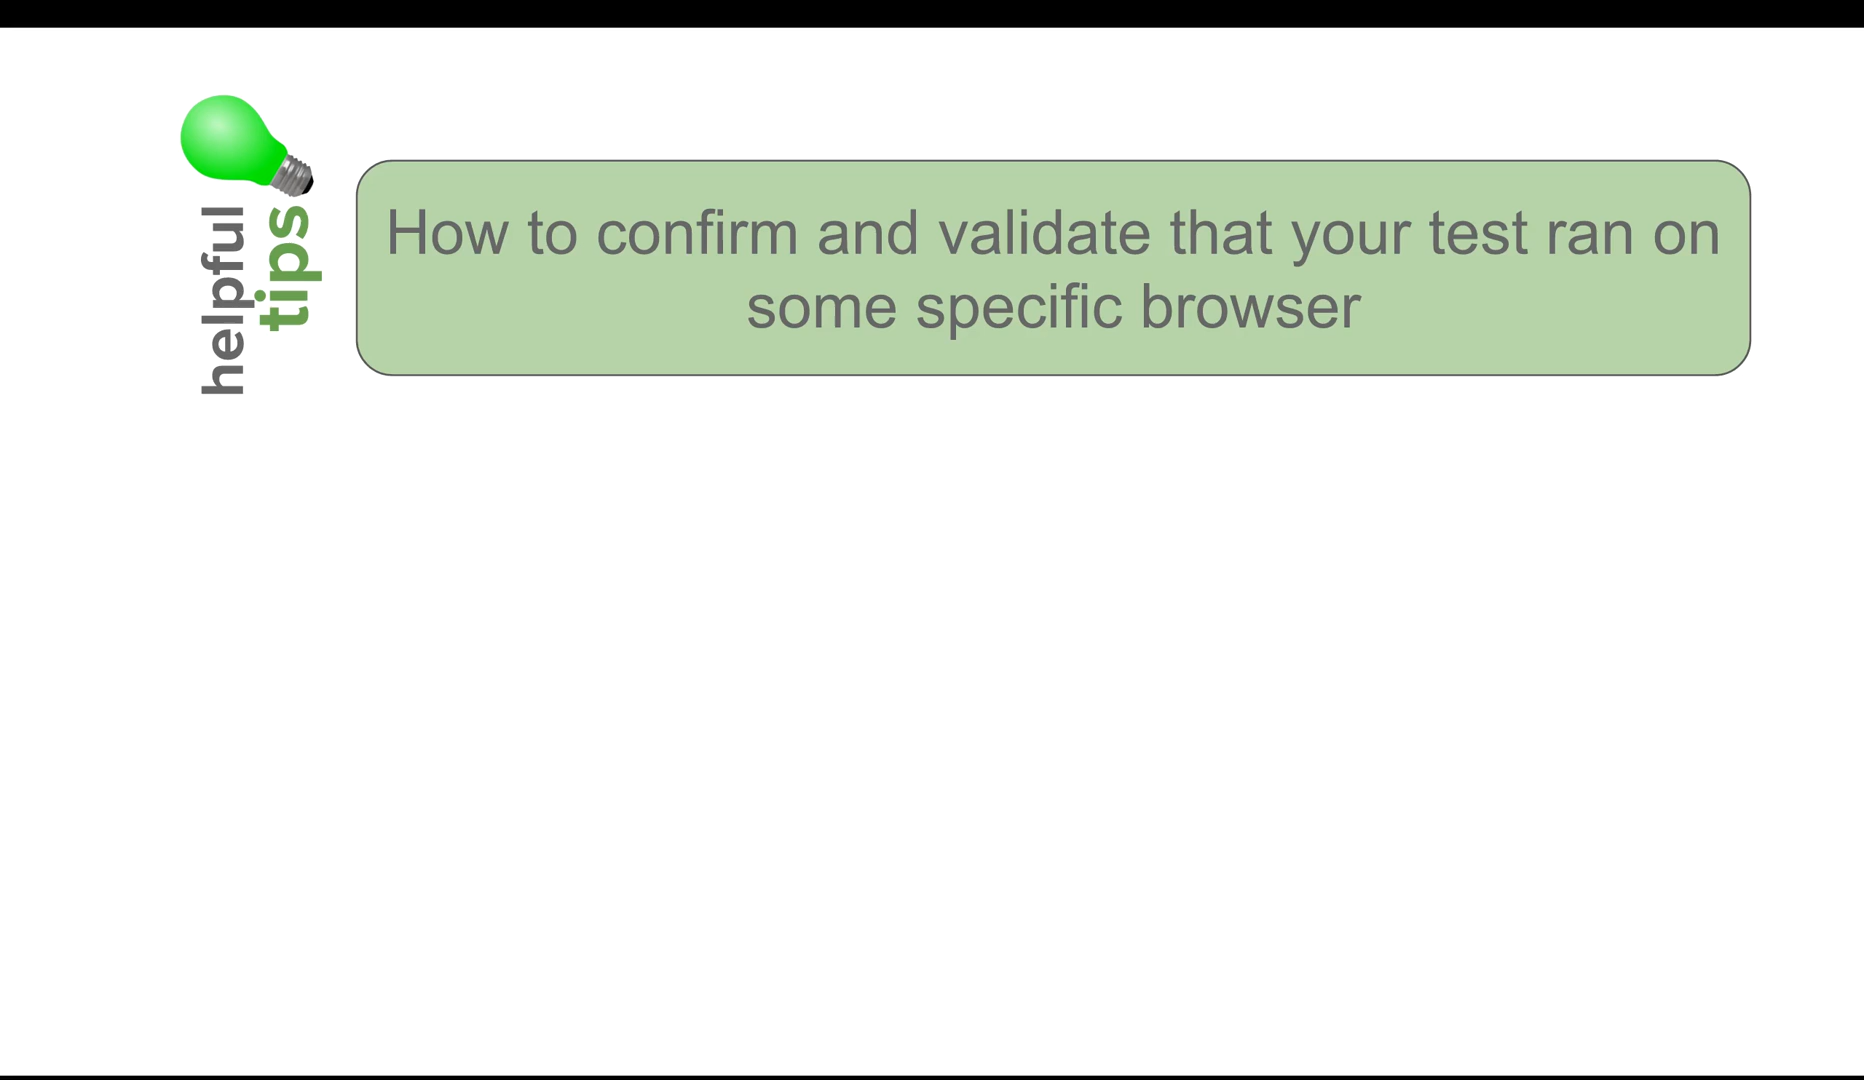 helpful
tips
How to confirm and validate that your test ran on
some specific browser